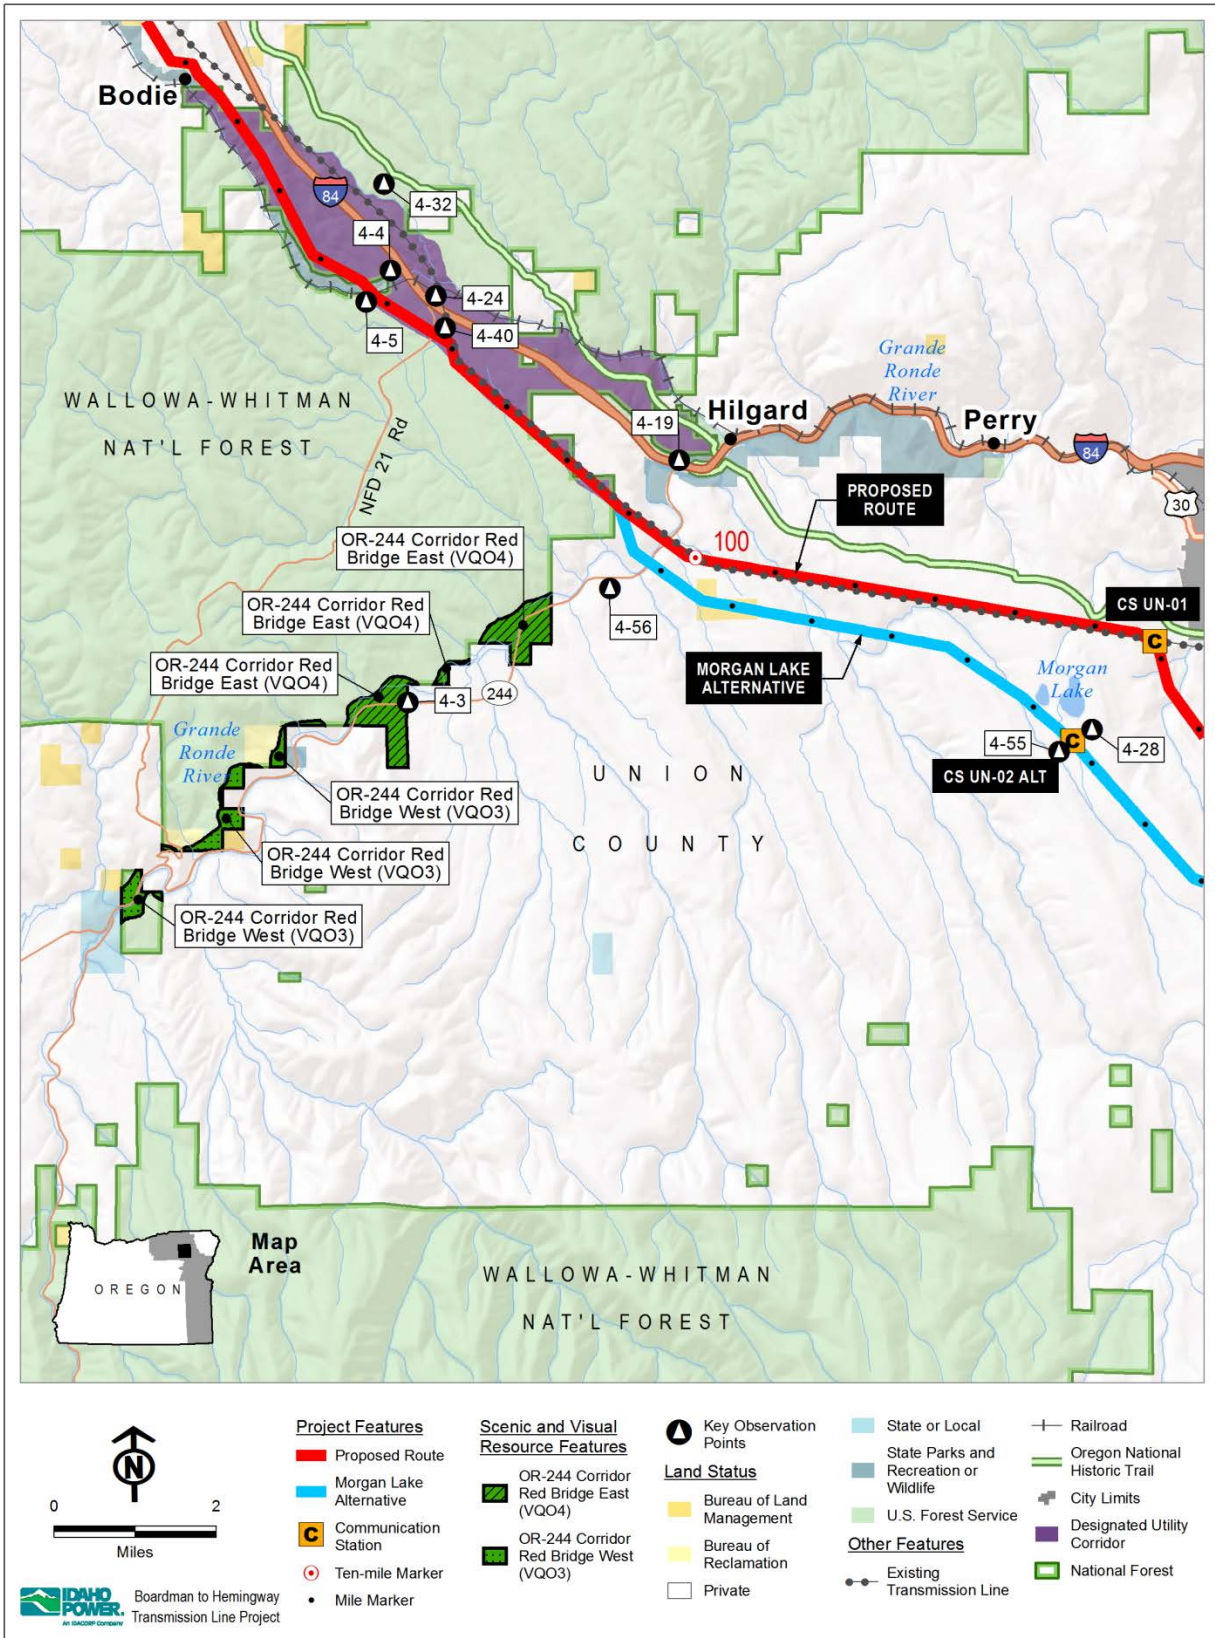 Bodie
84
4-32
4-4
4-24
4-40
4-5
WALLOWA-WHITMAN
NAT'L FOREST
NFD 21 Rd
4-19
Hilgard
Grande
Ronde
River
Perry
84
30
PROPOSED
ROUTE
100
OR-244 Corridor Red
Bridge East (VQO4)
OR-244 Corridor Red
Bridge East (VQO4)
OR-244 Corridor Red
Bridge East (VQO4)
4-56
CS UN-01
MORGAN LAKE
ALTERNATIVE
Morgan
Lake
4-3
244
Grande
Ronde
River
4-55
C
C
4-28
CS UN-02 ALT
UNION
COUNTY
OR-244 Corridor Red
Bridge West (VQO3)
OR-244 Corridor Red
Bridge West (VQO3)
OR-244 Corridor Red
Bridge West (VQO3)
OREGON
Map
Area
WALLOWA-WHITMAN
NAT'L FOREST
N
0 2
Miles
IDAHO
POWER.
An IDACORP Company
Boardman to Hemingway
Transmission Line Project
Project Features
Proposed Route
Morgan Lake
Alternative
C
Communication
Station
Ten-mile Marker
Mile Marker
Scenic and Visual
Resource Features
OR-244 Corridor
Red Bridge East
(VQO4)
OR-244 Corridor
Red Bridge West
(VQO3)
Key Observation
Points
Land Status
Bureau of Land
Management
Bureau of
Reclamation
Private
State or Local
State Parks and
Recreation or
Wildlife
U.S. Forest Service
Other Features
Existing
Transmission Line
Railroad
Oregon National
Historic Trail
City Limits
Designated Utility
Corridor
National Forest